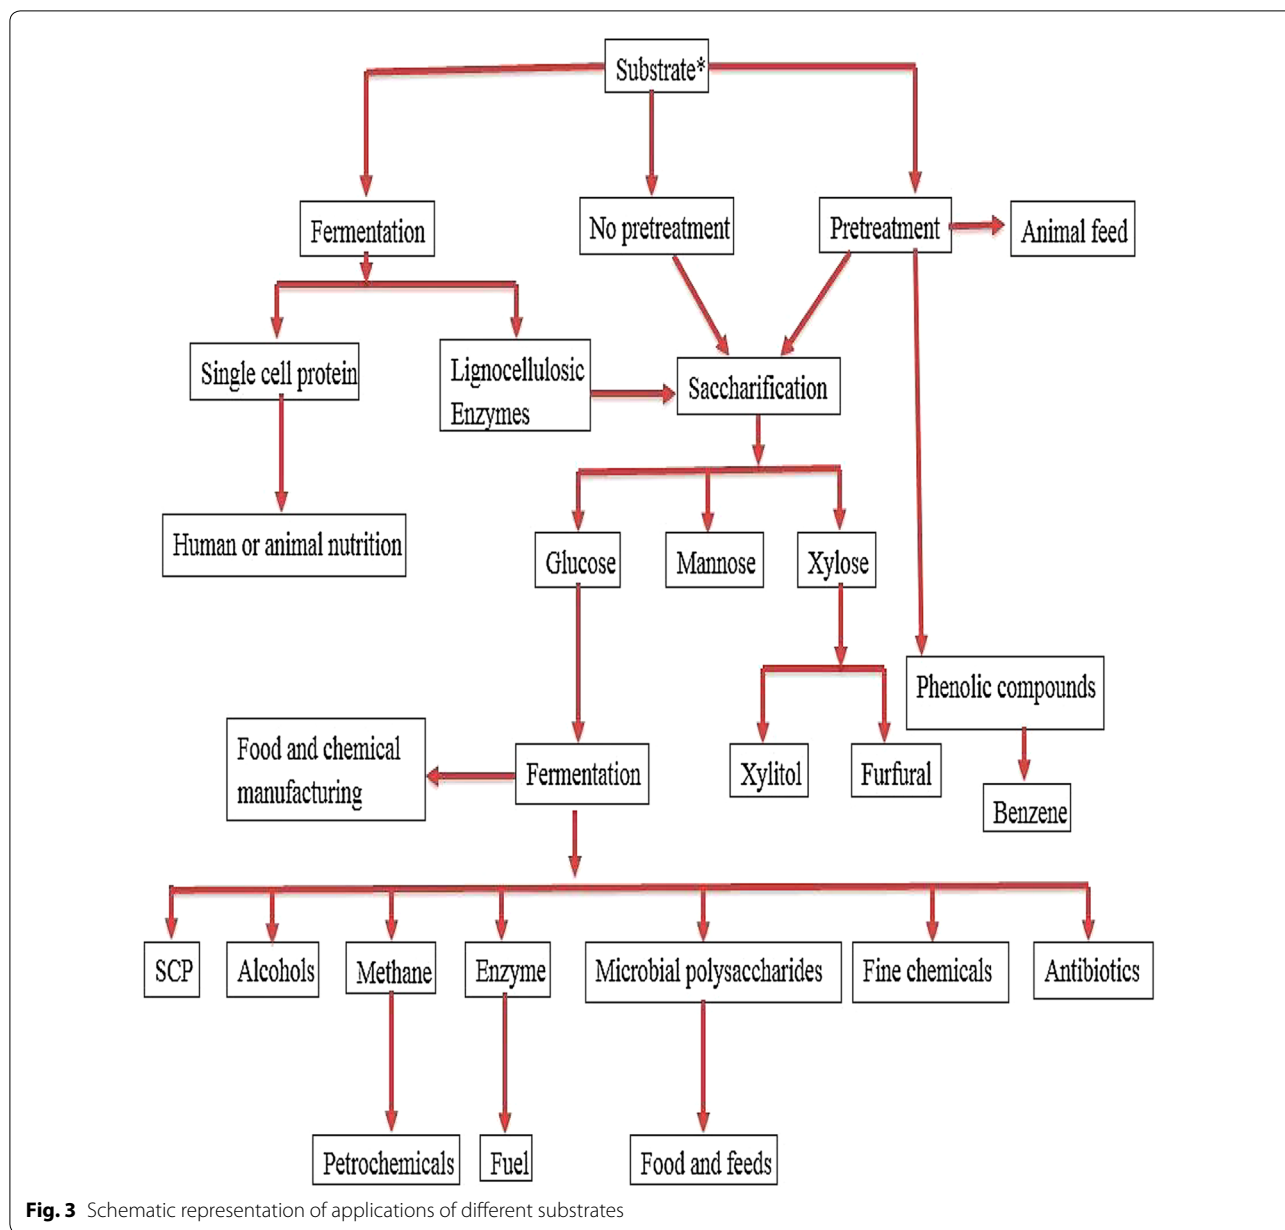 Substrate*
Fermentation
No pretreatment
Pretreatment
Animal feed
Single cell protein
Lignocellulosic
Enzymes
Saccharification
Human or animal nutrition
Glucose
Mannose
Xylose
Phenolic compounds
Food and chemical
manufacturing
Fermentation
Xylitol
Furfural
Benzene
SCP
Alcohols
Methane
Enzyme
Microbial polysaccharides
Fine chemicals
Antibiotics
Petrochemicals
Fuel
Food and feeds
Fig. 3 Schematic representation of applications of different substrates